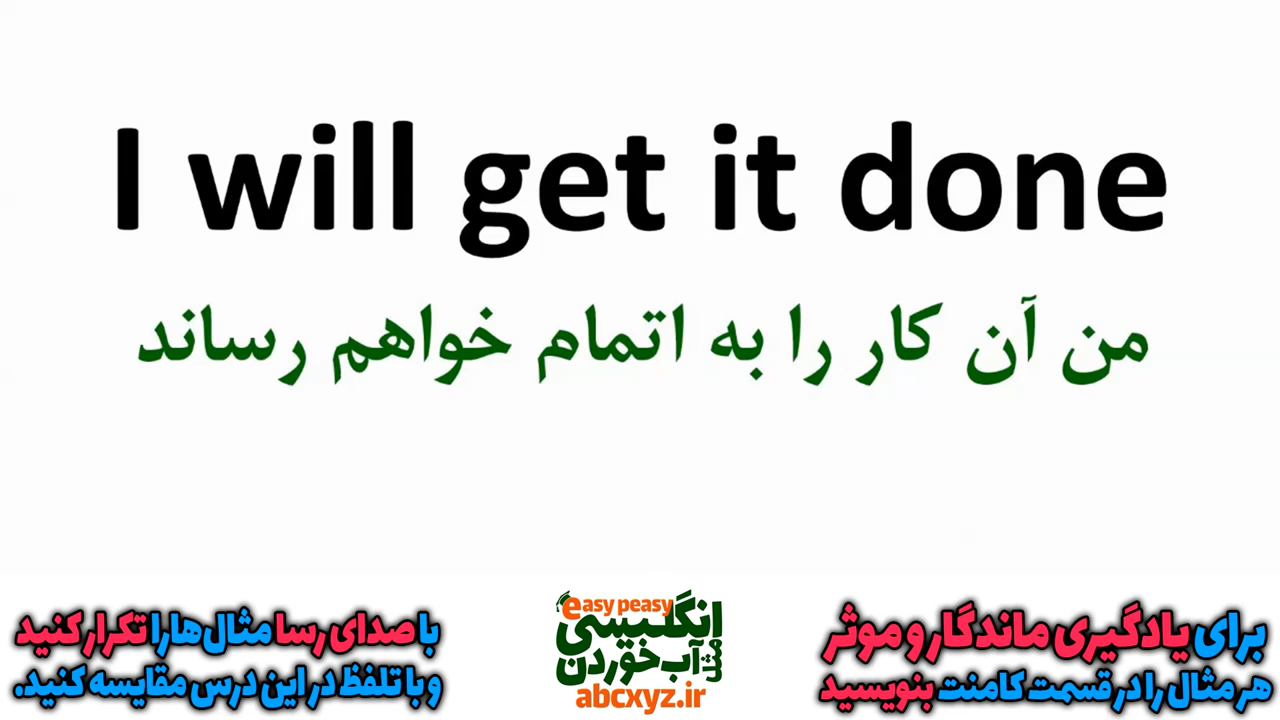 I will get it done
من آن کار را به اتمام خواهم رساند
برای یادگیری ماندگار و موثر
هر مثال را در قسمت کامنت بنویسید
easy peasy
انگلیسی
مثل آب خوردن
abcxyz.ir
با صدای رسا مثال‌ها را تکرار کنید
و با تلفظ در این درس مقایسه کنید.